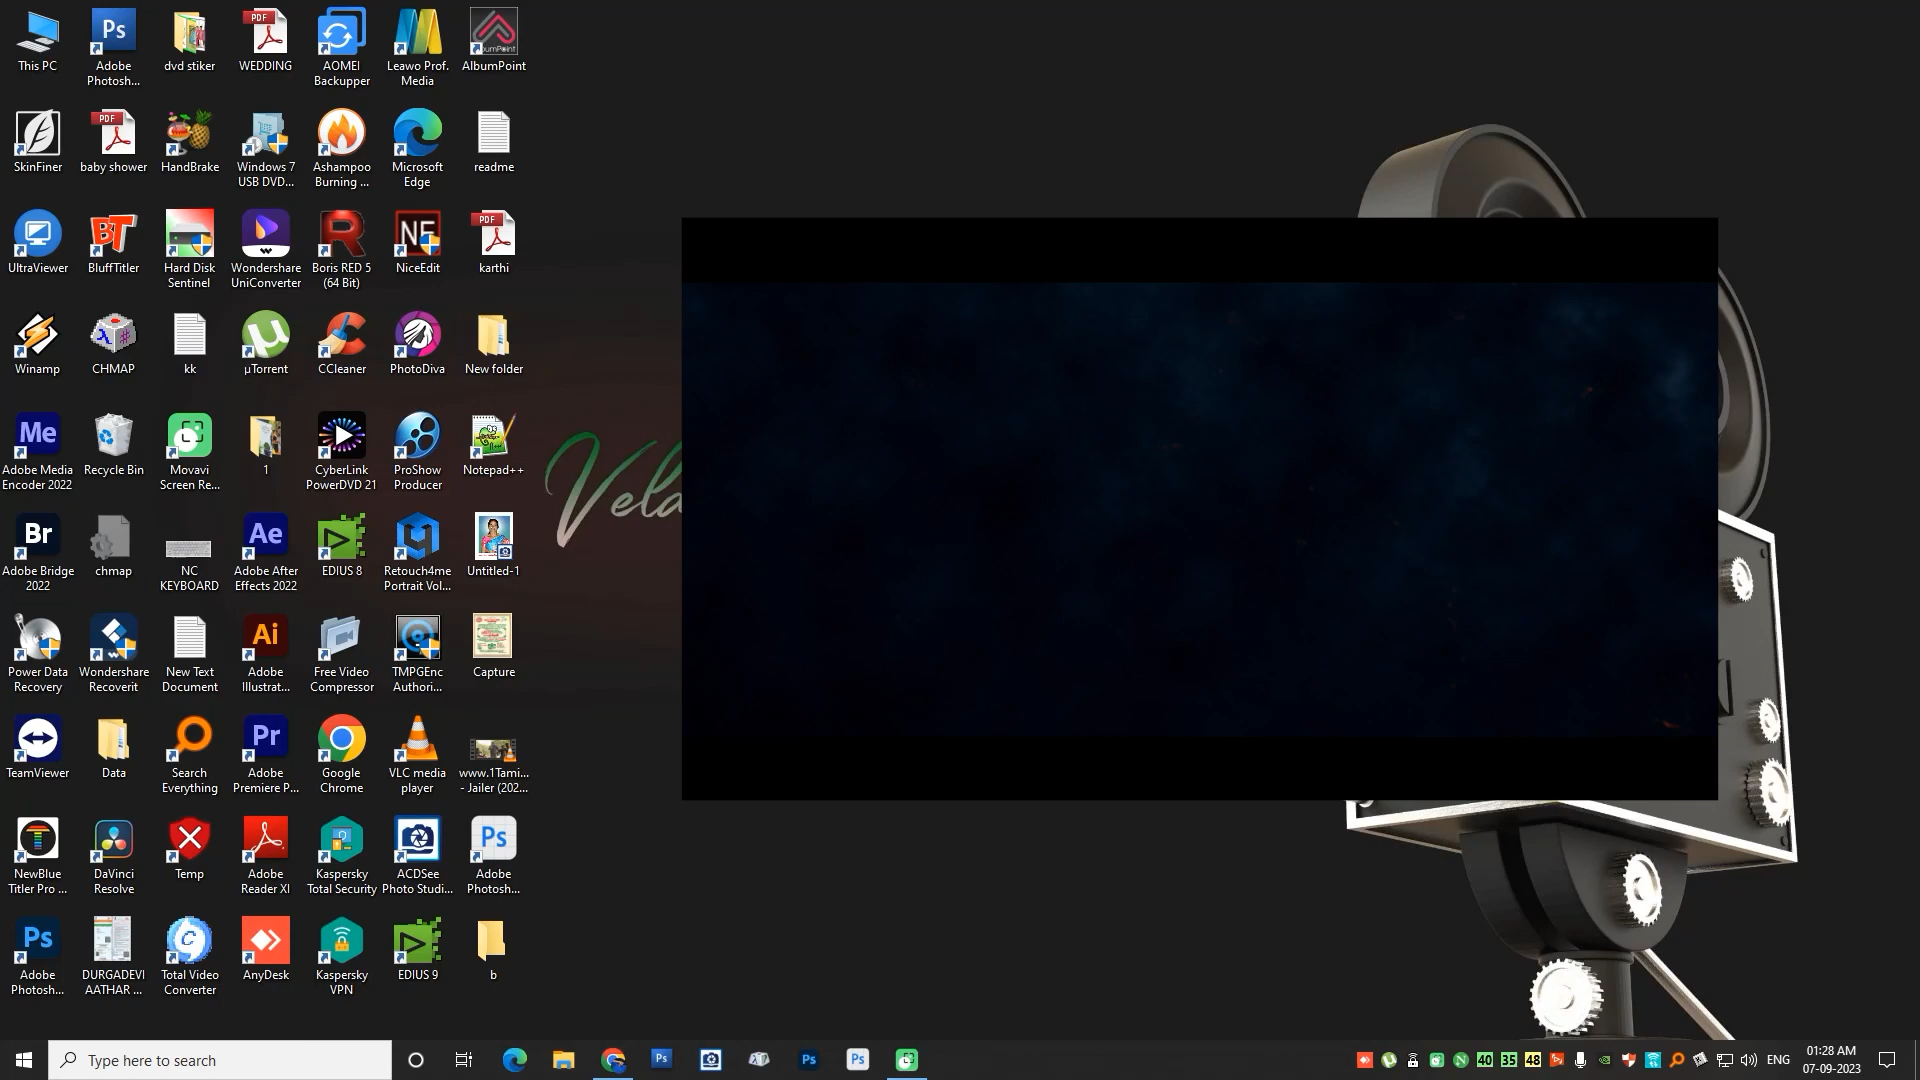 This PC
Adobe
Photosh...
dvd stiker
WEDDING
AOMEI
Backupper
Leawo Prof.
Media
AlbumPoint
SkinFiner
baby shower
HandBrake
Windows 7
USB DVD...
Ashampoo
Burning ...
Microsoft
Edge
readme
UltraViewer
BluffTitler
Hard Disk
Sentinel
Wondershare
UniConverter
Boris RED 5
(64 Bit)
NiceEdit
karthi
Winamp
CHMAP
kk
µTorrent
CCleaner
PhotoDiva
New folder
Adobe Media
Encoder 2022
Recycle Bin
Movavi
Screen Re...
1
CyberLink
PowerDVD 21
ProShow
Producer
Notepad++
Adobe Bridge
2022
chmap
NC
KEYBOARD
Adobe After
Effects 2022
EDIUS 8
Retouch4me
Portrait Vol...
Untitled-1
Power Data
Recovery
Wondershare
Recoverit
New Text
Document
Adobe
Illustrat...
Free Video
Compressor
TMPGEnc
Authori...
Capture
TeamViewer
Data
Search
Everything
Adobe
Premiere P...
Google
Chrome
VLC media
player
www.1Tami...
- Jailer (202...
NewBlue
Titler Pro ...
DaVinci
Resolve
Temp
Adobe
Reader XI
Kaspersky
Total Security
ACDSee
Photo Studi...
Adobe
Photosh...
Adobe
Photosh...
DURGADEVI
AATHAR ...
Total Video
Converter
AnyDesk
Kaspersky
VPN
EDIUS 9
b
Type here to search
40
35
48
ENG
01:28 AM
07-09-2023